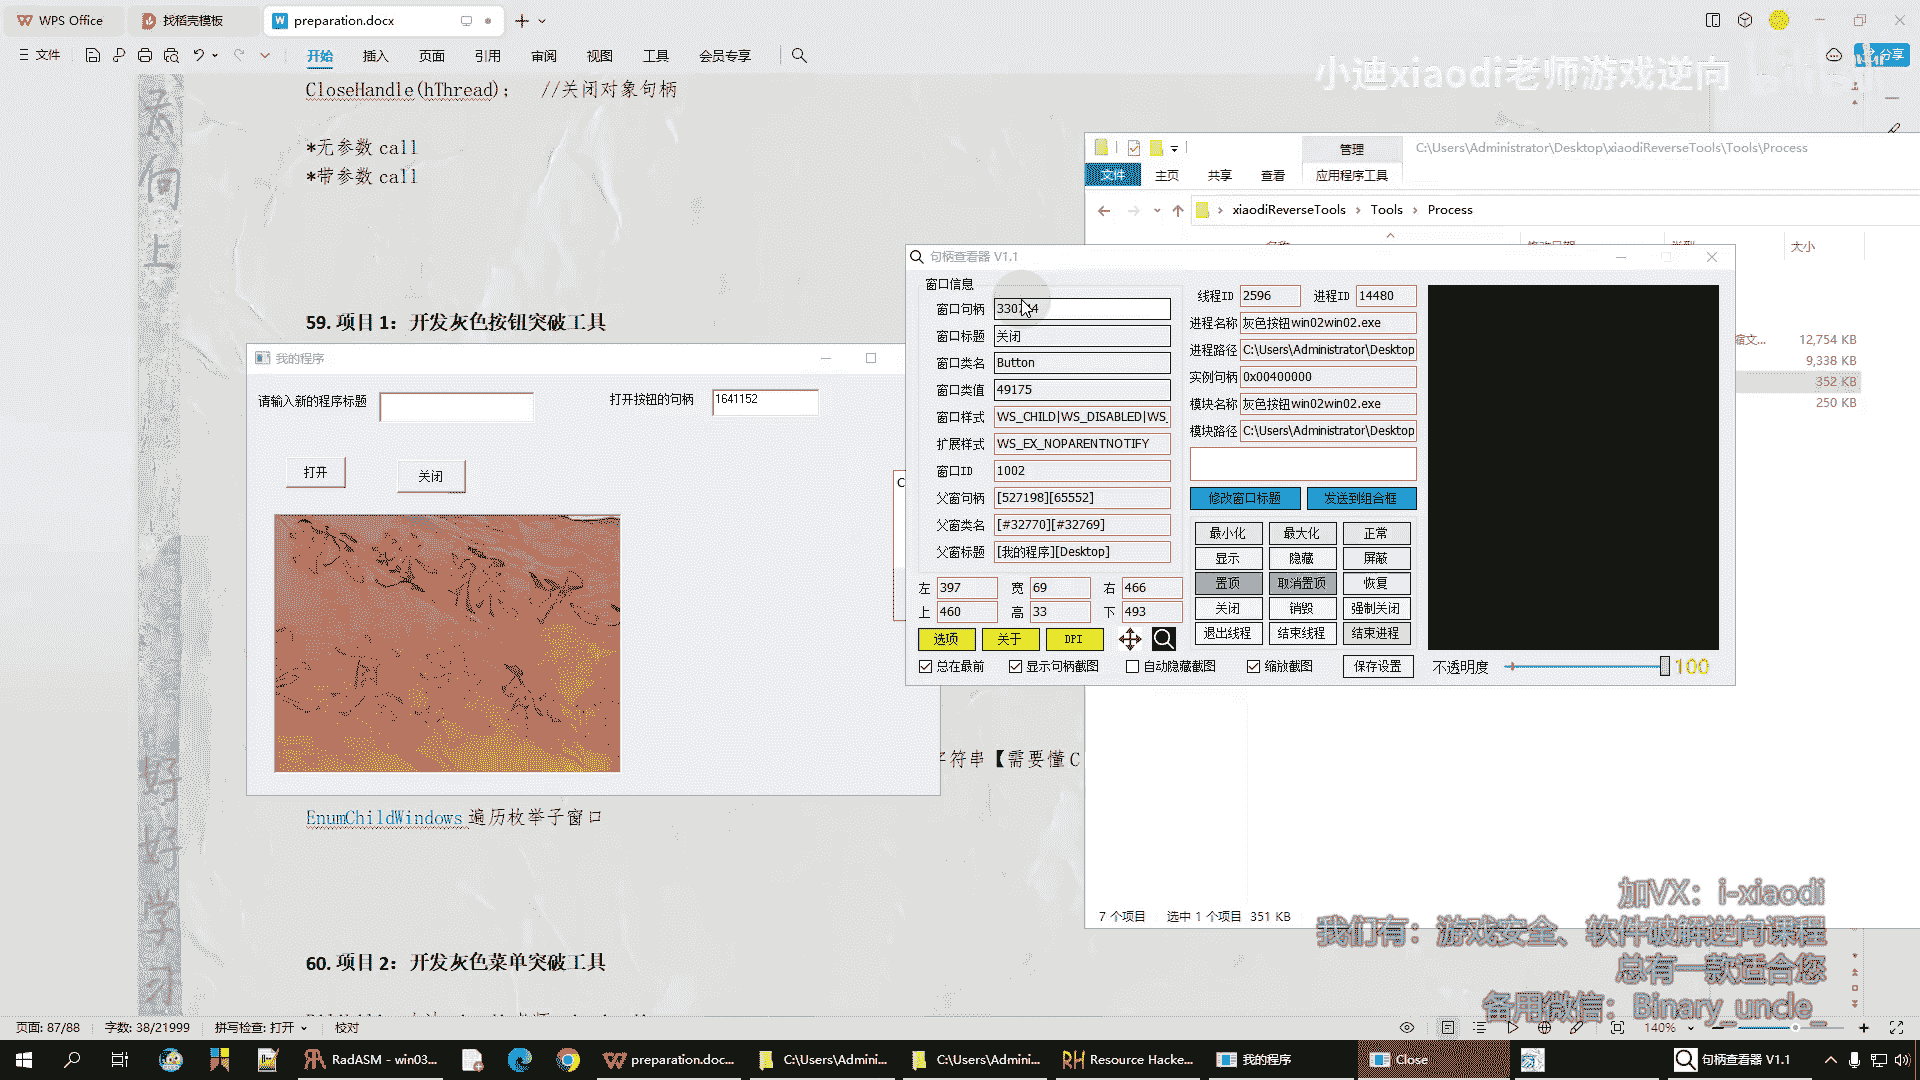 WPS Office
找稻壳模板
preparation.docx
文件
开始
插入
页面
引用
审阅
视图
工具
会员专享
分享
小迪xiaodi老师游戏逆向
CloseHandle(hThread); //关闭对象句柄
*无参数 call
*带参数 call
59. 项目 1：开发灰色按钮突破工具
管理
C:\Users\Administrator\Desktop\xiaodiReverseTools\Tools\Process
文件
主页
共享
查看
应用程序工具
xiaodiReverseTools
Tools
Process
大小
12,754 KB
9,338 KB
352 KB
250 KB
7 个项目
选中 1 个项目 351 KB
我的程序
请输入新的程序标题
打开按钮的句柄
1641152
打开
关闭
句柄查看器 V1.1
窗口信息
窗口句柄
窗口标题
关闭
窗口类名
Button
窗口类值
49175
窗口样式
WS_CHILD|WS_DISABLED|WS_
扩展样式
WS_EX_NOPARENTNOTIFY
窗口ID
1002
父窗句柄
[527198][65552]
父窗类名
[#32770][#32769]
父窗标题
[我的程序][Desktop]
左
397
宽
69
右
466
上
460
高
33
下
493
选项
关于
DPI
总在最前
显示句柄截图
自动隐藏截图
缩放截图
保存设置
不透明度
100
线程ID
2596
进程ID
14480
进程名称
灰色按钮win02win02.exe
进程路径
C:\Users\Administrator\Desktop
实例句柄
0x00400000
模块名称
灰色按钮win02win02.exe
模块路径
C:\Users\Administrator\Desktop
修改窗口标题
发送到组合框
最小化
最大化
正常
显示
隐藏
屏蔽
置顶
取消置顶
恢复
关闭
销毁
强制关闭
退出线程
结束线程
结束进程
符串【需要懂 C
EnumChildWindows 遍历枚举子窗口
60. 项目 2：开发灰色菜单突破工具
好好学习
加VX：i-xiaodi
我们有：游戏安全、软件破解逆向课程
总有一款适合您
备用微信：Binary_uncle_
页面: 87/88
字数: 38/21999
拼写检查: 打开
校对
140%
RadASM - win03...
preparation.doc...
C:\Users\Admini...
C:\Users\Admini...
Resource Hacke...
我的程序
Close
句柄查看器 V1.1